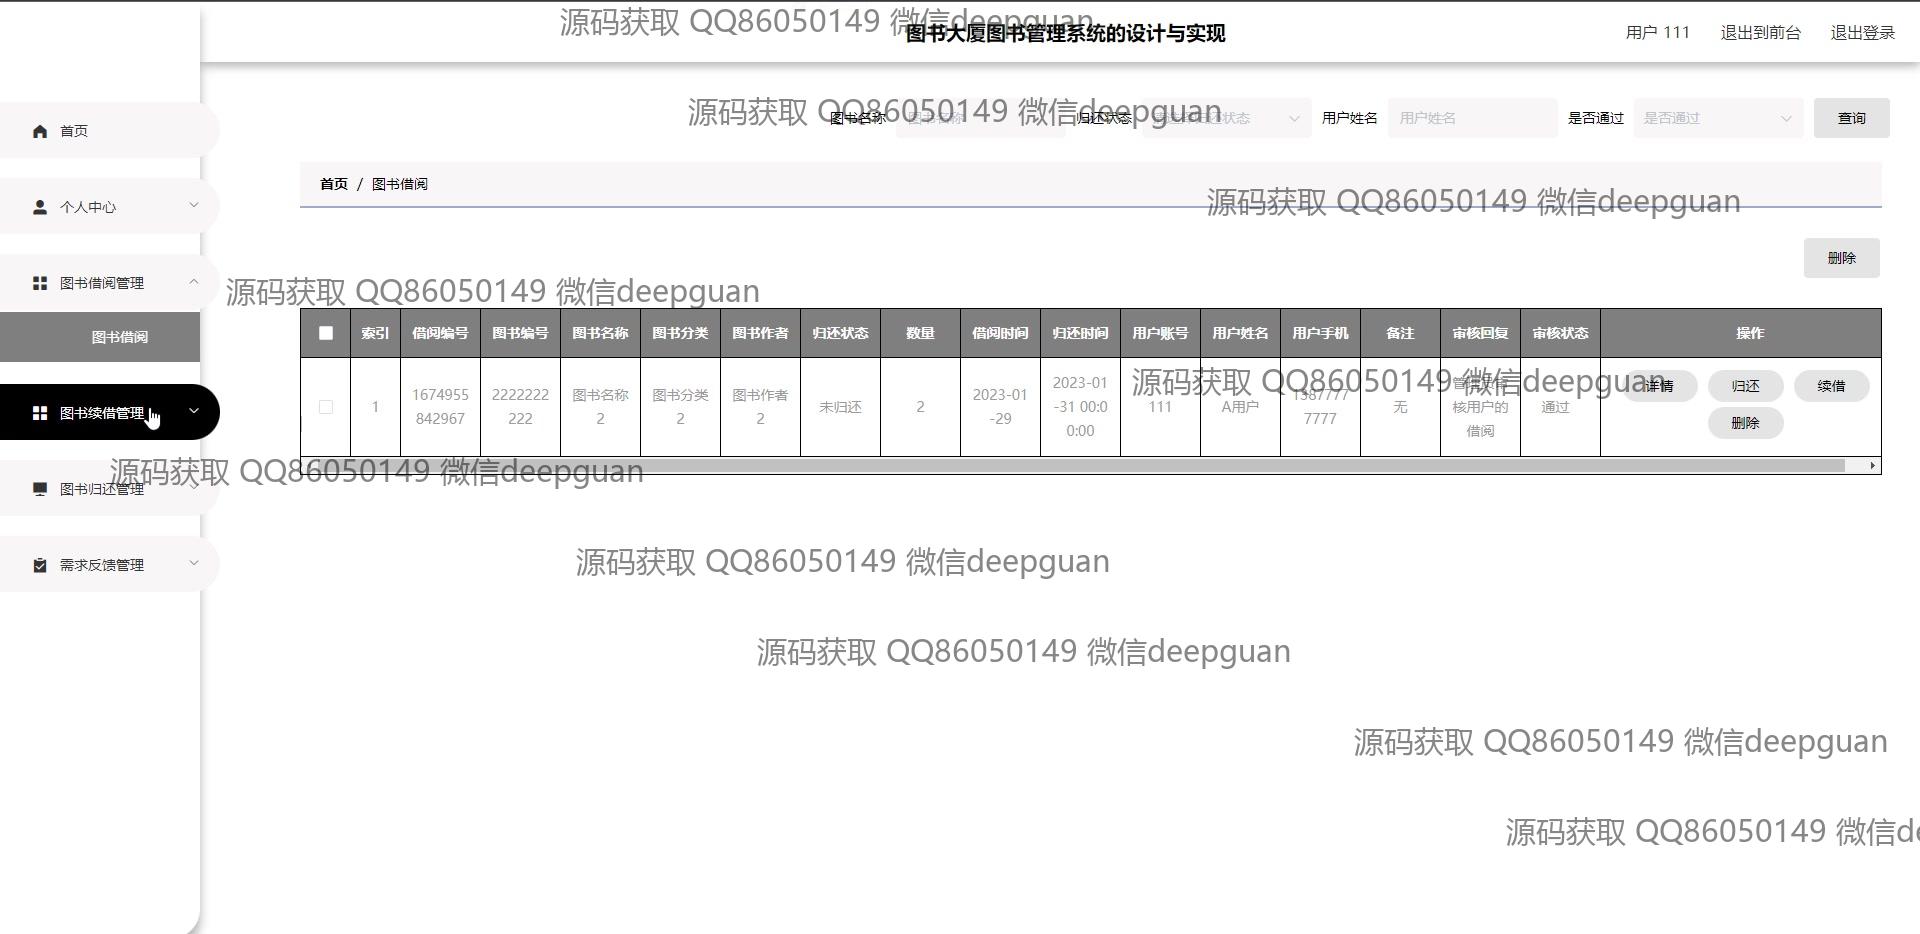 源码获取 QQ86050149 微信deepguan
图书大厦图书管理系统的设计与实现
用户 111
退出到前台
退出登录
源码获取 QQ86050149 微信deepguan
图书名称
图书名称
归还状态
用户姓名
用户姓名
是否通过
是否通过
查询
首页
首页 / 图书借阅
源码获取 QQ86050149 微信deepguan
个人中心
删除
图书借阅管理
源码获取 QQ86050149 微信deepguan
图书借阅
索引 借阅编号 图书编号 图书名称 图书分类 图书作者 归还状态 数量 借阅时间 归还时间 用户账号 用户姓名 用户手机 备注 审核回复 审核状态 操作
源码获取 QQ86050149 微信deepguan
1
1674955
842967
2222222
222
图书名称
2
图书分类
2
图书作者
2
未归还
2
2023-01
-29
2023-01
-31 00:0
0:00
111
A用户
7777
无
核用户的
借阅
通过
详情
归还
续借
删除
图书续借管理
源码获取 QQ86050149 微信deepguan
图书归还管理
需求反馈管理
源码获取 QQ86050149 微信deepguan
源码获取 QQ86050149 微信deepguan
源码获取 QQ86050149 微信deepguan
源码获取 QQ86050149 微信de